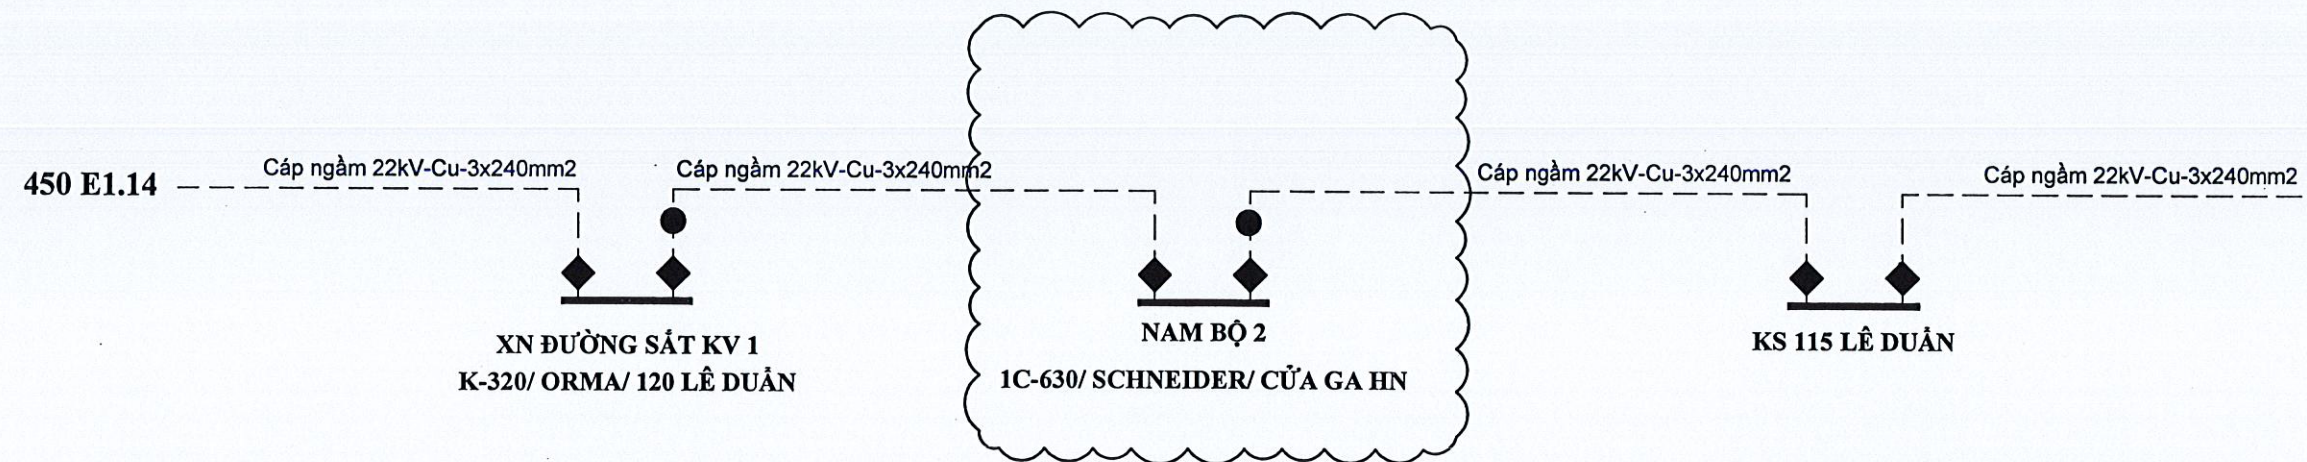 450 E1.14
Cáp ngầm 22kV-Cu-3x240mm2
Cáp ngầm 22kV-Cu-3x240mm2
Cáp ngầm 22kV-Cu-3x240mm2
Cáp ngầm 22kV-Cu-3x240mm2
XN ĐƯỜNG SẮT KV 1
K-320/ ORMA/ 120 LÊ DUẨN
NAM BỘ 2
1C-630/ SCHNEIDER/ CỬA GA HN
KS 115 LÊ DUẨN